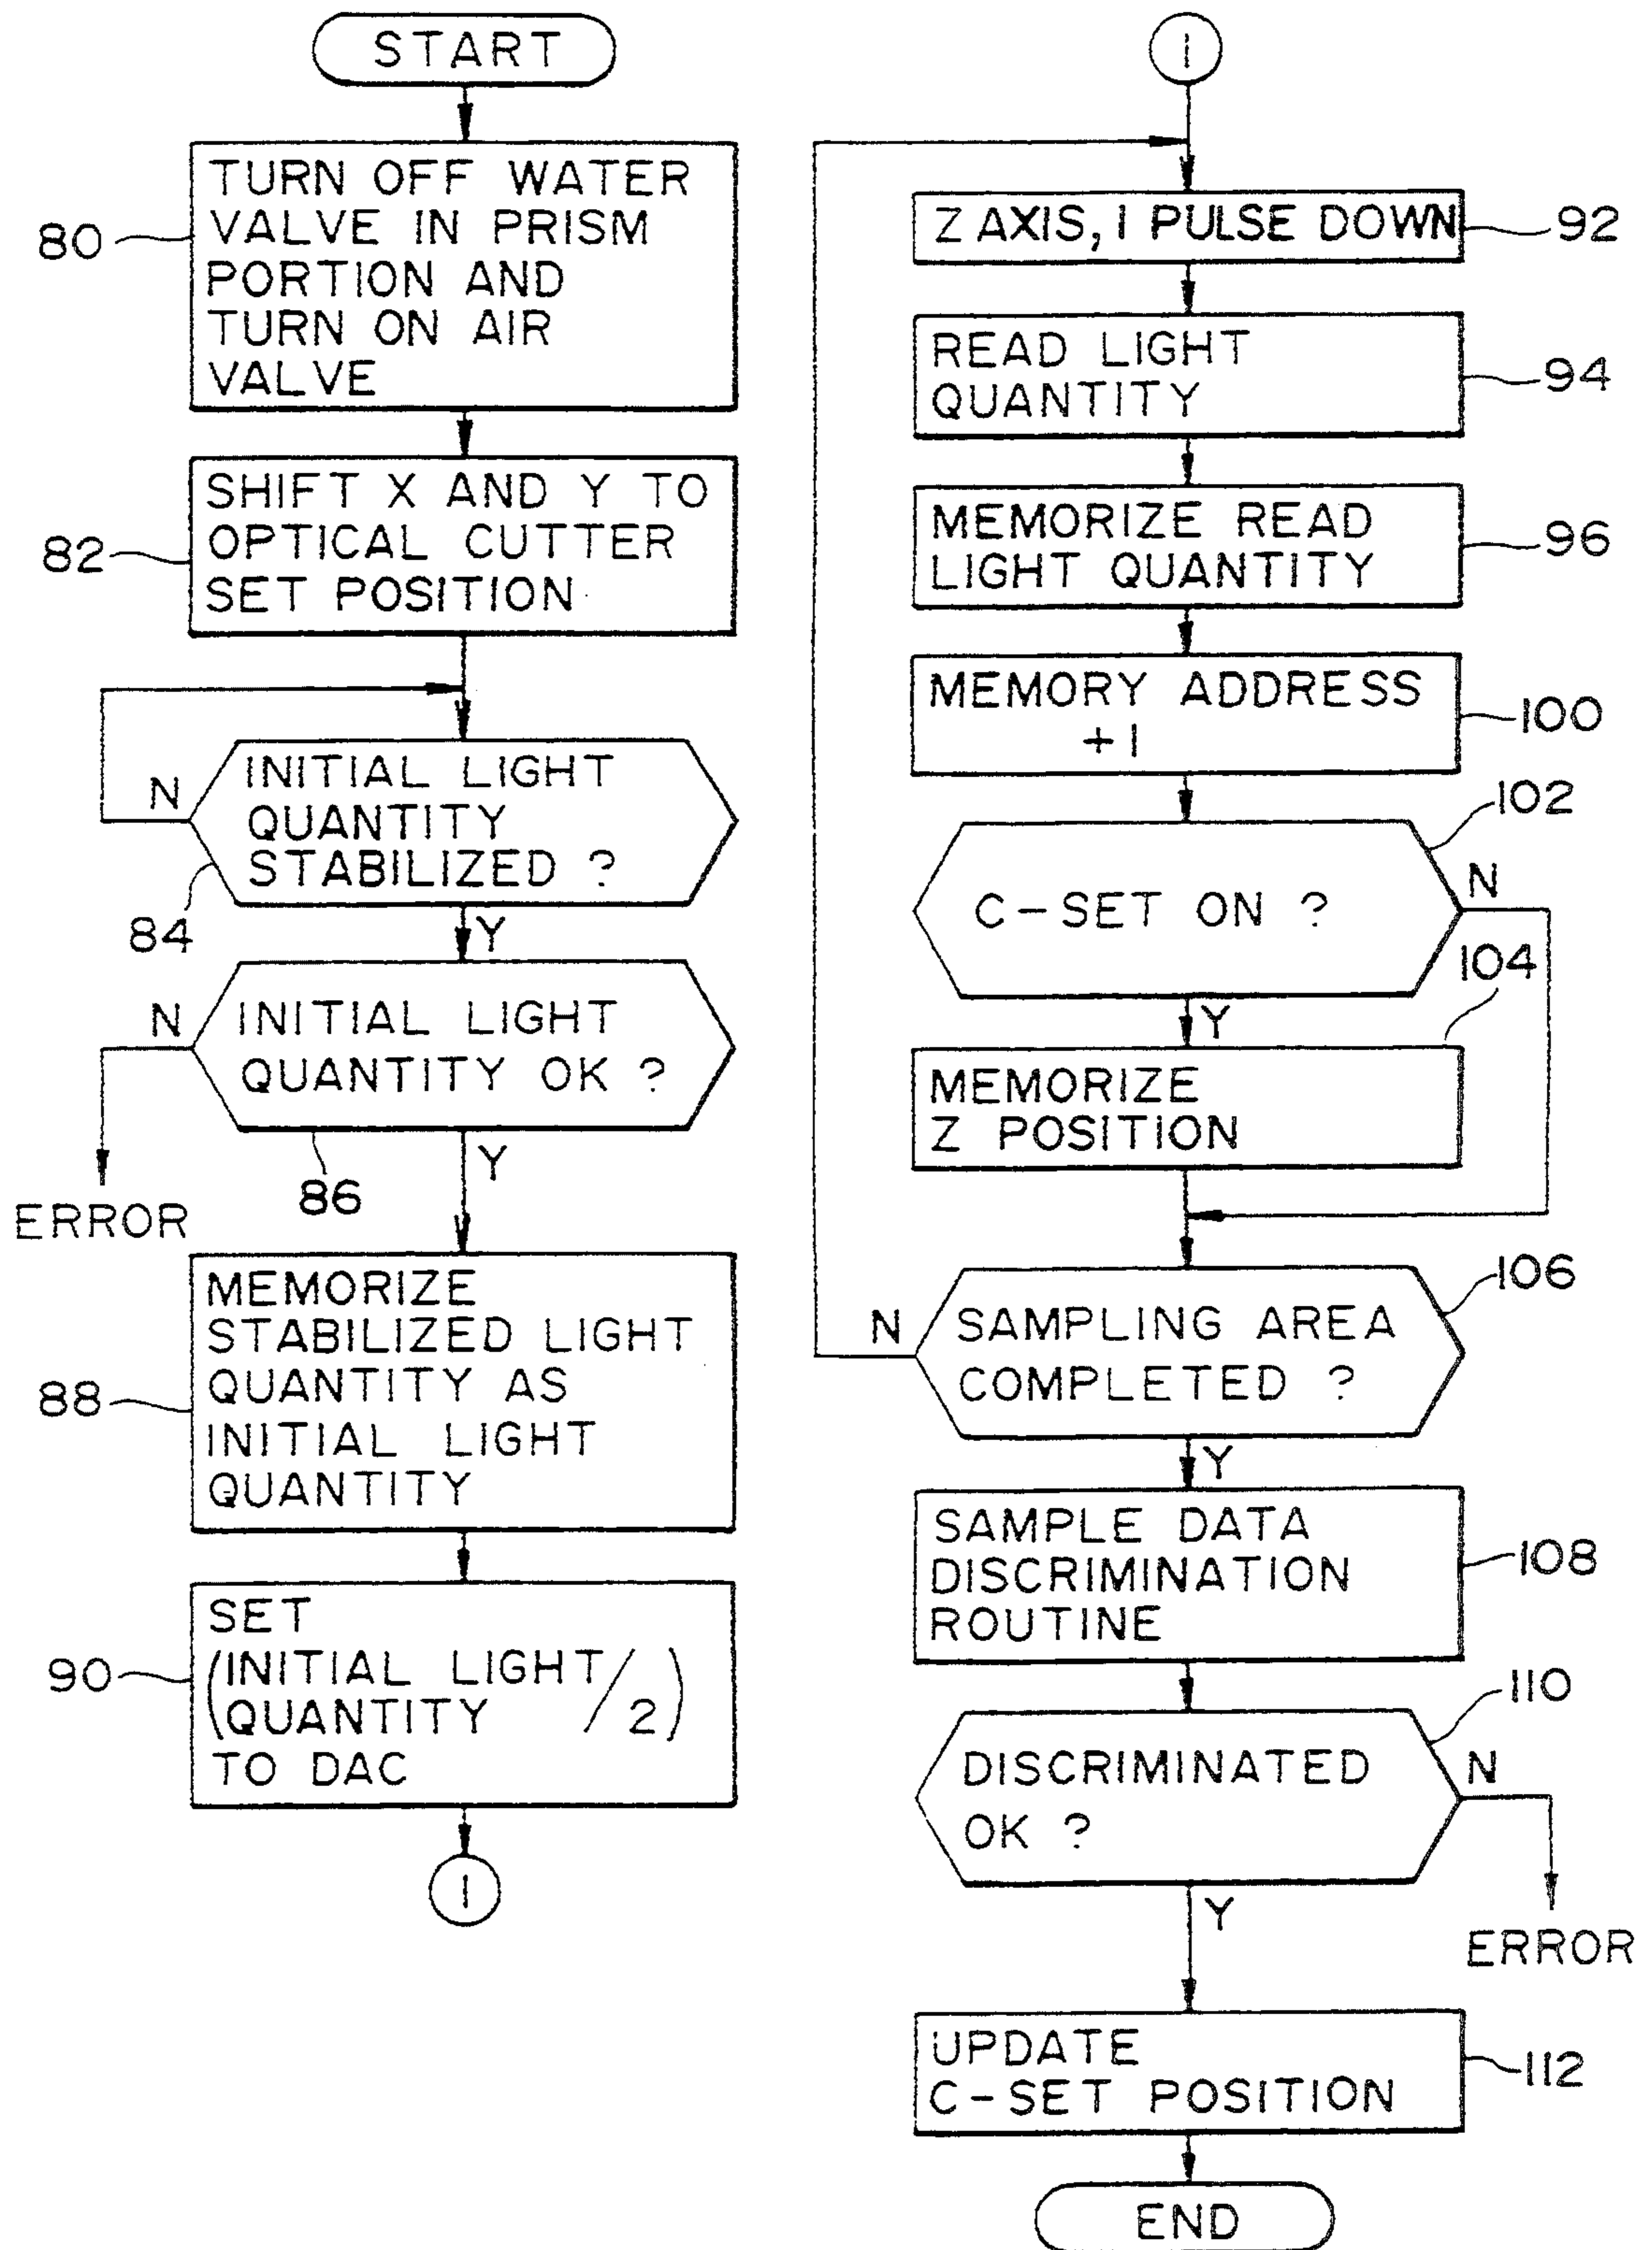 START
80
TURN OFF WATER
VALVE IN PRISM
PORTION AND
TURN ON AIR
VALVE
82
SHIFT X AND Y TO
OPTICAL CUTTER
SET POSITION
N
INITIAL LIGHT
QUANTITY
STABILIZED ?
84
Y
N
INITIAL LIGHT
QUANTITY OK ?
86
Y
ERROR
88
MEMORIZE
STABILIZED LIGHT
QUANTITY AS
INITIAL LIGHT
QUANTITY
90
SET
(INITIAL LIGHT
QUANTITY /2)
TO DAC
1
1
Z AXIS, 1 PULSE DOWN
92
READ LIGHT
QUANTITY
94
MEMORIZE READ
LIGHT QUANTITY
96
MEMORY ADDRESS
+1
100
102
C-SET ON ?
N
Y
104
MEMORIZE
Z POSITION
106
N
SAMPLING AREA
COMPLETED ?
Y
SAMPLE DATA
DISCRIMINATION
ROUTINE
108
110
DISCRIMINATED
OK ?
N
Y
ERROR
UPDATE
C-SET POSITION
112
END